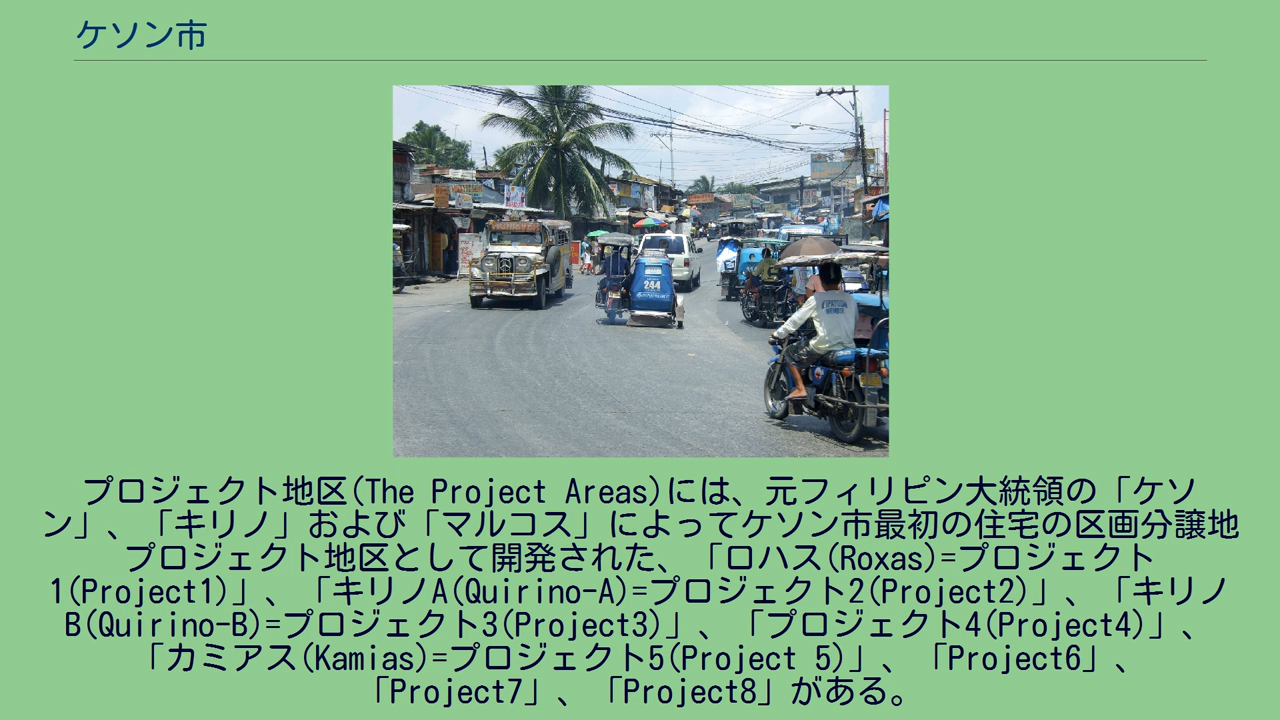 ケソン市
244
プロジェクト地区(The Project Areas)には、元フィリピン大統領の「ケソ
ン」、「キリノ」および「マルコス」によってケソン市最初の住宅の区画分譲地
プロジェクト地区として開発された、「ロハス(Roxas)=プロジェクト
1(Project1)」、「キリノA(Quirino-A)=プロジェクト2(Project2)」、「キリノ
B(Quirino-B)=プロジェクト3(Project3)」、「プロジェクト4(Project4)」、
「カミアス(Kamias)=プロジェクト5(Project 5)」、「Project6」、
「Project7」、「Project8」がある。